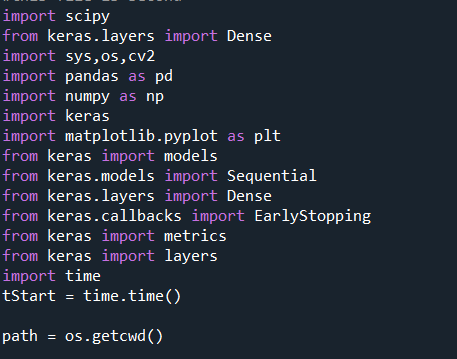 import scipy
from keras.layers import Dense
import sys,os,cv2
import pandas as pd
import numpy as np
import keras
import matplotlib.pyplot as plt
from keras import models
from keras.models import Sequential
from keras.layers import Dense
from keras.callbacks import EarlyStopping
from keras import metrics
from keras import layers
import time
tStart = time.time()
path = os.getcwd()